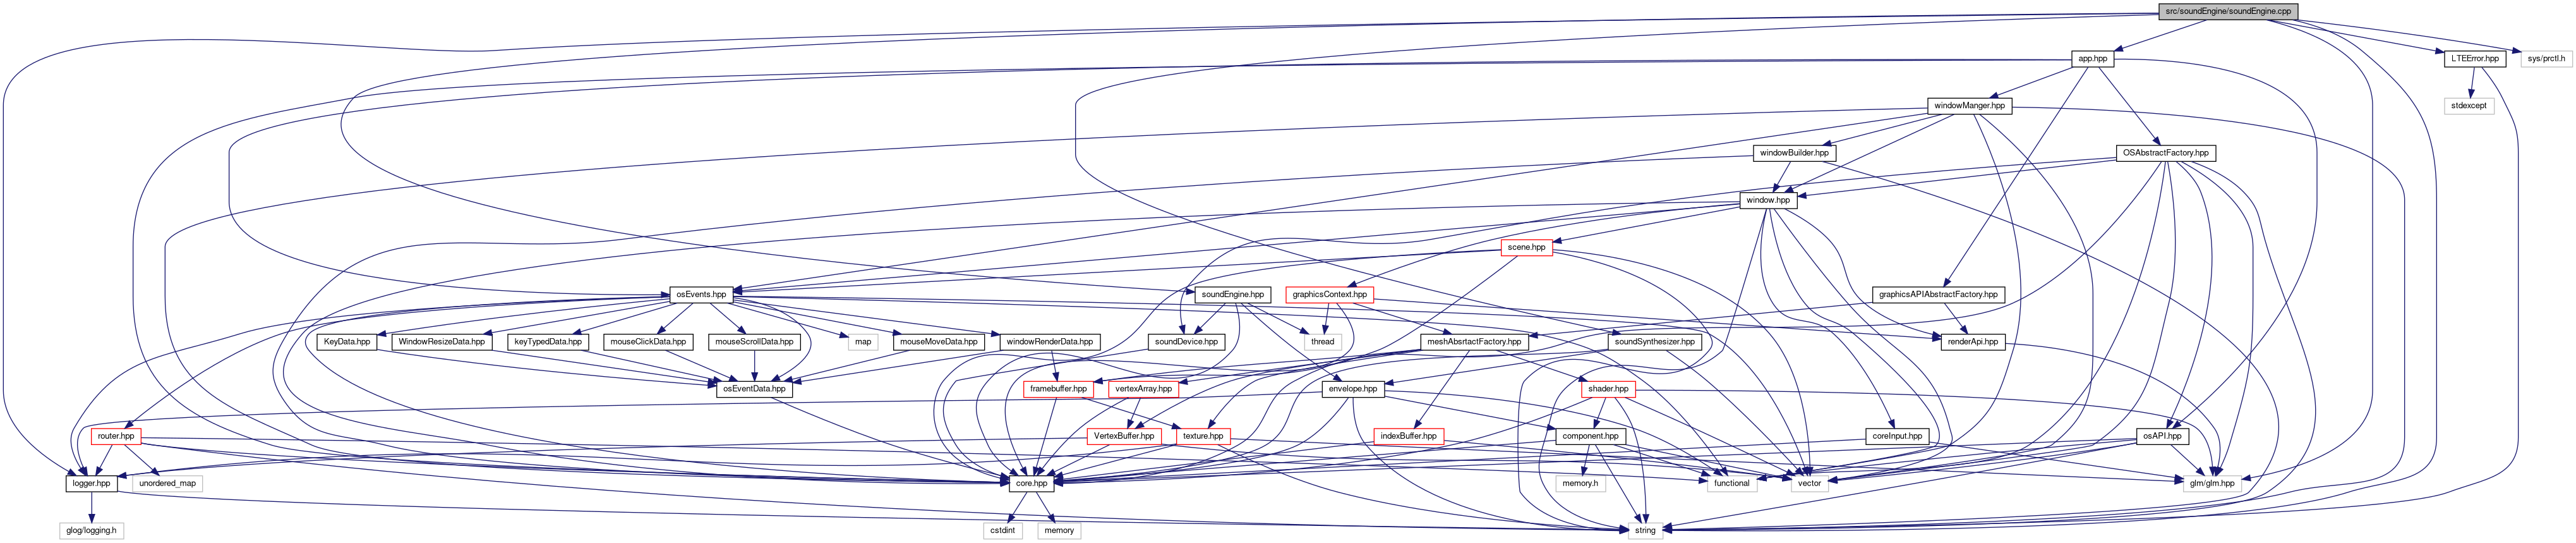 src/soundEngine/soundEngine.cpp
app.hpp
LTEError.hpp
sys/prctl.h
windowManger.hpp
stdexcept
windowBuilder.hpp
OSAbstractFactory.hpp
window.hpp
scene.hpp
osEvents.hpp
soundEngine.hpp
graphicsContext.hpp
graphicsAPIAbstractFactory.hpp
KeyData.hpp
WindowResizeData.hpp
keyTypedData.hpp
mouseClickData.hpp
mouseScrollData.hpp
map
mouseMoveData.hpp
windowRenderData.hpp
soundDevice.hpp
thread
meshAbsrtactFactory.hpp
soundSynthesizer.hpp
renderApi.hpp
osEventData.hpp
framebuffer.hpp
vertexArray.hpp
envelope.hpp
shader.hpp
router.hpp
VertexBuffer.hpp
texture.hpp
indexBuffer.hpp
component.hpp
coreInput.hpp
osAPI.hpp
logger.hpp
unordered_map
core.hpp
memory.h
functional
vector
glm/glm.hpp
glog/logging.h
cstdint
memory
string